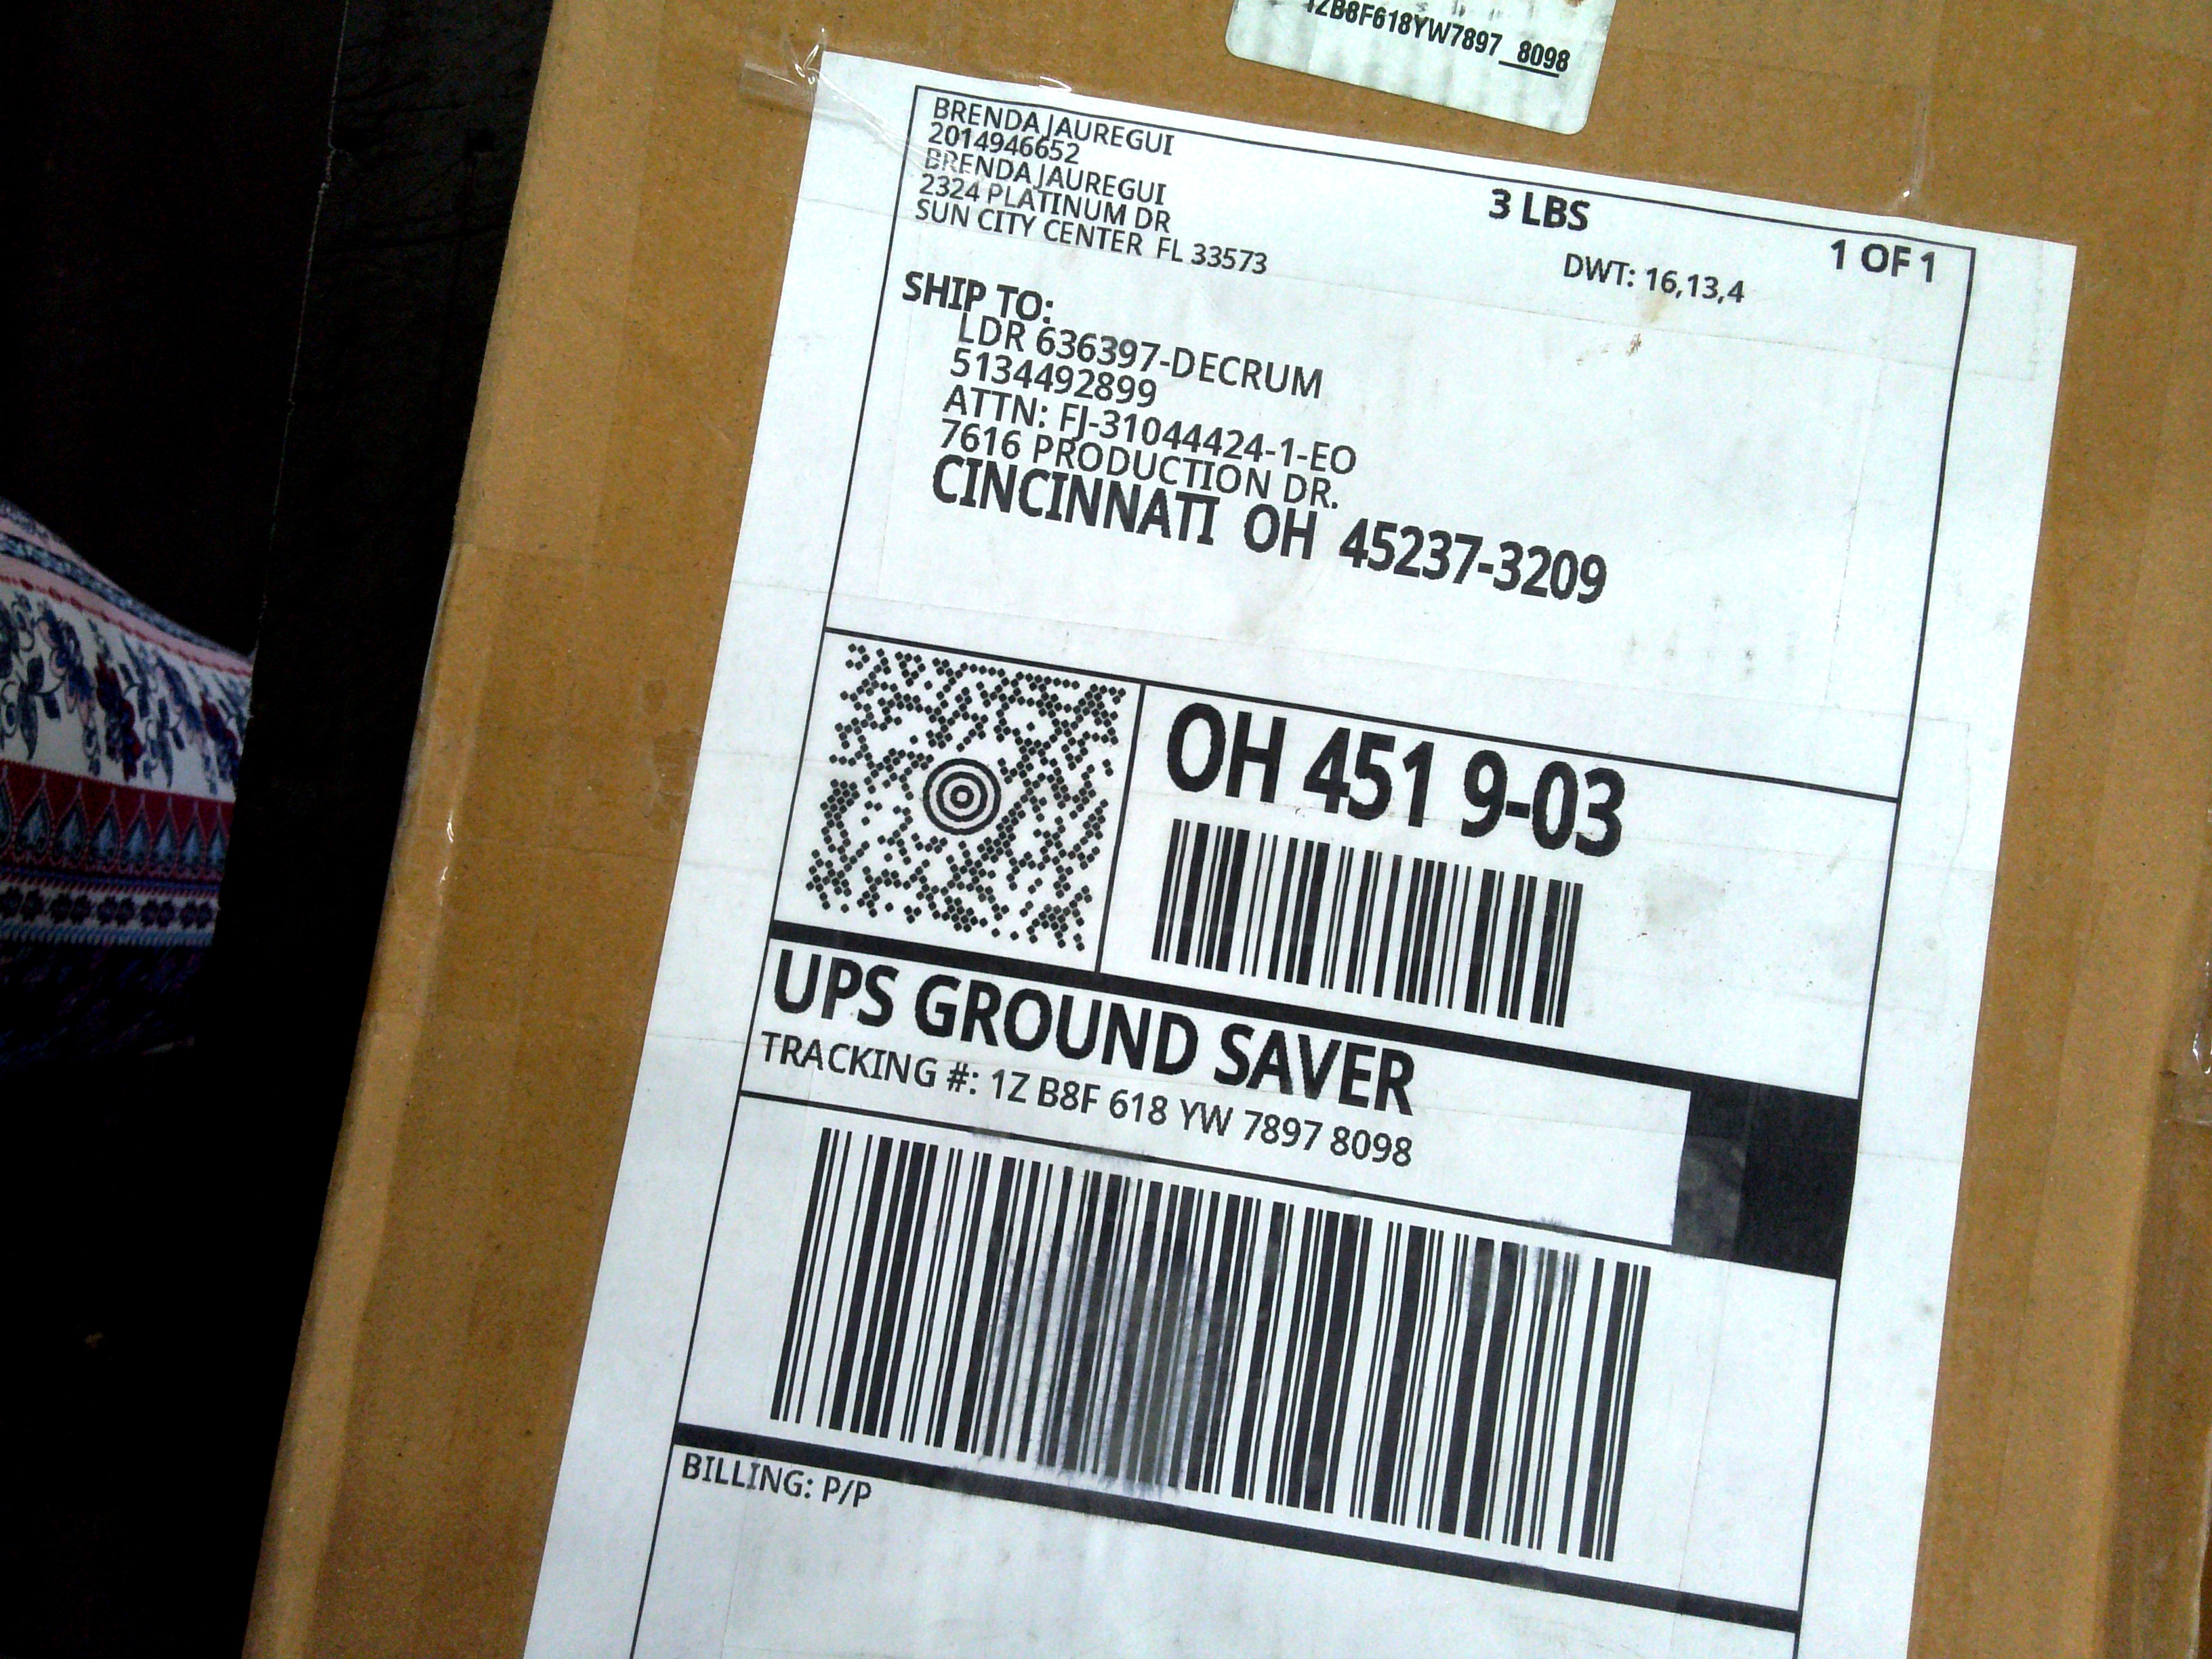 1ZB8F618YW7897 8098
BRENDA JAUREGUI
2014946652
BRENDA JAUREGUI
2324 PLATINUM DR
SUN CITY CENTER FL 33573
3 LBS
1 OF 1
DWT: 16,13,4
SHIP TO:
LDR 636397-DECRUM
5134492899
ATTN: FJ-31044424-1-EO
7616 PRODUCTION DR.
CINCINNATI OH 45237-3209
OH 451 9-03
UPS GROUND SAVER
TRACKING #: 1Z B8F 618 YW 7897 8098
BILLING: P/P